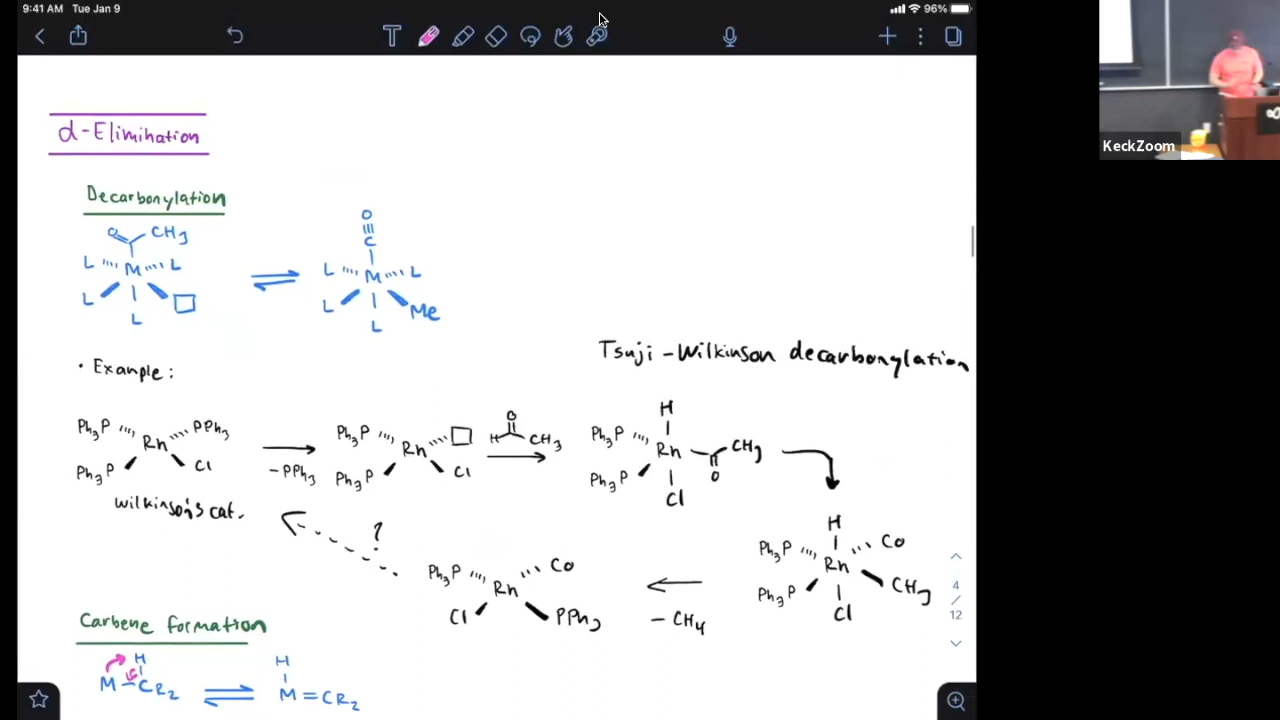 9:41 AM Tue Jan 9
96%
T
KeckZoom
α-Elimination
Decarbonylation
O CH3
L M L
L
L
O
C
L M L
L Me
L
Tsuji-Wilkinson decarbonylation
• Example:
Ph3P Rh PPh3
Ph3P Cl
Wilkinson's cat.
-PPh3
Ph3P Rh
Ph3P Cl
O
H CH3
H
Ph3P Rh CH3
Ph3P O
Cl
H
Ph3P Rh CO
Ph3P CH3
Cl
- CH4
Ph3P Rh CO
Cl PPh3
?
4
/
12
Carbene formation
H
M-CR2
H
M=CR2